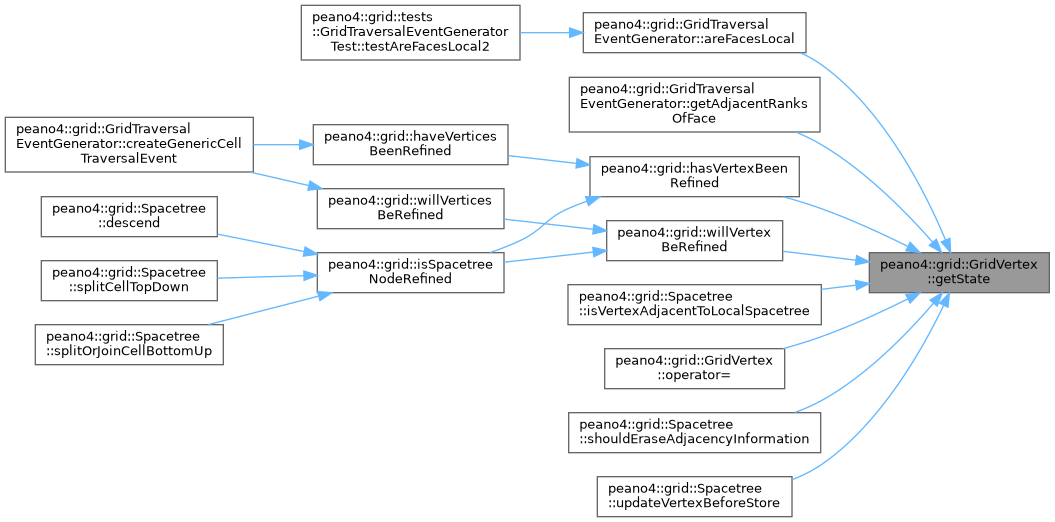 peano4::grid::tests
::GridTraversalEventGenerator
Test::testAreFacesLocal2
peano4::grid::GridTraversal
EventGenerator::areFacesLocal
peano4::grid::GridTraversal
EventGenerator::getAdjacentRanks
OfFace
peano4::grid::GridTraversal
EventGenerator::createGenericCell
TraversalEvent
peano4::grid::haveVertices
BeenRefined
peano4::grid::hasVertexBeen
Refined
peano4::grid::willVertices
BeRefined
peano4::grid::Spacetree
::descend
peano4::grid::willVertex
BeRefined
peano4::grid::isSpacetree
NodeRefined
peano4::grid::GridVertex
::getState
peano4::grid::Spacetree
::splitCellTopDown
peano4::grid::Spacetree
::isVertexAdjacentToLocalSpacetree
peano4::grid::Spacetree
::splitOrJoinCellBottomUp
peano4::grid::GridVertex
::operator=
peano4::grid::Spacetree
::shouldEraseAdjacencyInformation
peano4::grid::Spacetree
::updateVertexBeforeStore